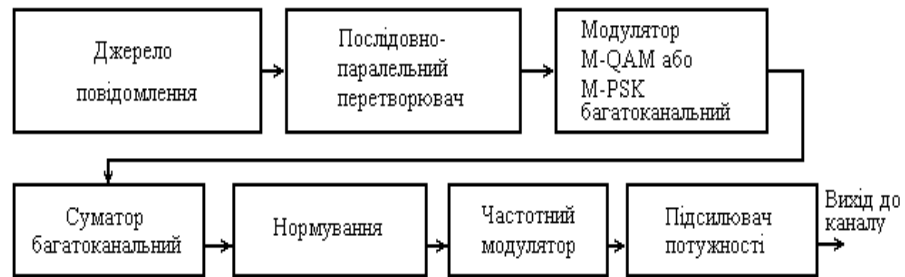 Джерело
повідомлення
Послідовно-
паралельний
перетворювач
Модулятор
M-QAM або
M-PSK
багатоканальний
Суматор
багатоканальний
Нормування
Частотний
модулятор
Підсилювач
потужності
Вихід до
каналу